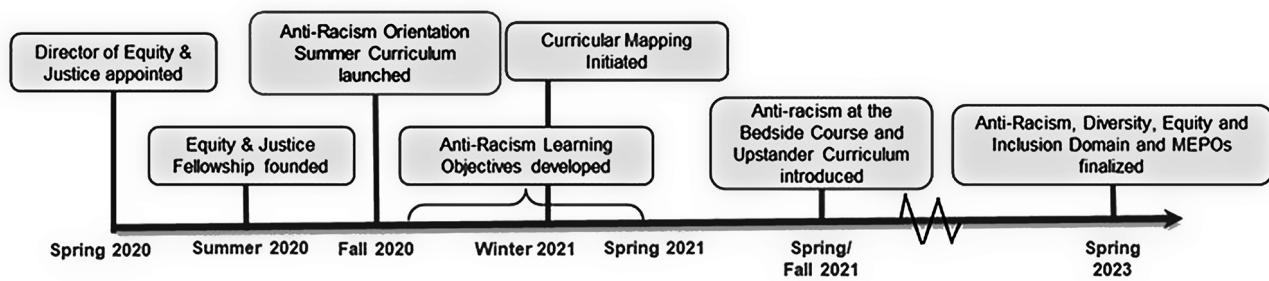 Director of Equity &
Justice appointed
Anti-Racism Orientation
Summer Curriculum
launched
Curricular Mapping
Initiated
Equity & Justice
Fellowship founded
Anti-Racism Learning
Objectives developed
Anti-racism at the
Bedside Course and
Upstander Curriculum
introduced
Anti-Racism, Diversity, Equity and
Inclusion Domain and MEPOs
finalized
Spring 2020
Summer 2020
Fall 2020
Winter 2021
Spring 2021
Spring/
Fall 2021
Spring
2023